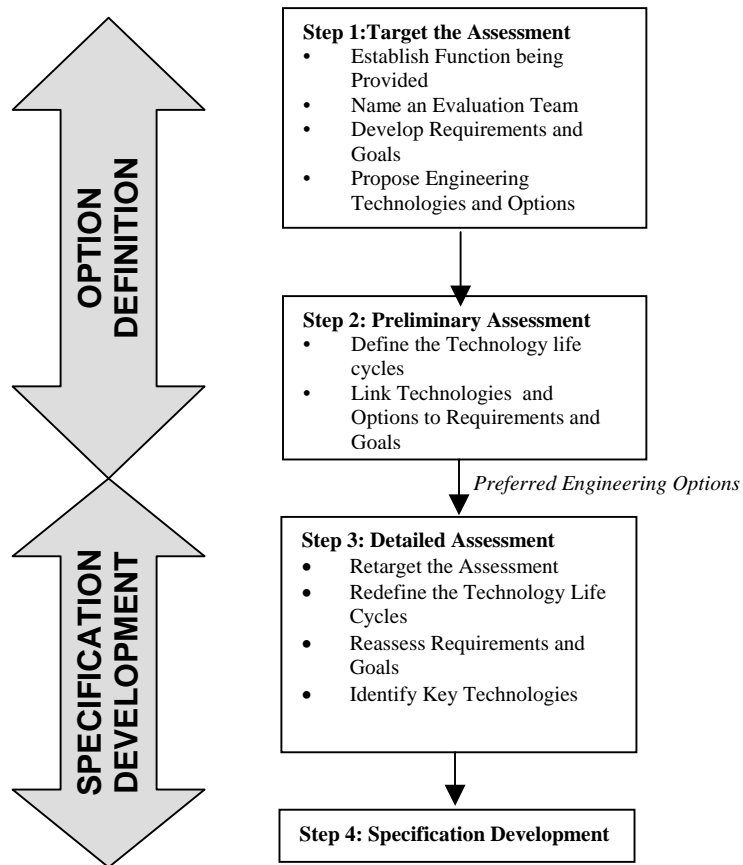 OPTION
DEFINITION
Step 1:Target the Assessment
• Establish Function being
Provided
• Name an Evaluation Team
• Develop Requirements and
Goals
• Propose Engineering
Technologies and Options
Step 2: Preliminary Assessment
• Define the Technology life
cycles
• Link Technologies and
Options to Requirements and
Goals
Preferred Engineering Options
SPECIFICATION
DEVELOPMENT
Step 3: Detailed Assessment
• Retarget the Assessment
• Redefine the Technology Life
Cycles
• Reassess Requirements and
Goals
• Identify Key Technologies
Step 4: Specification Development